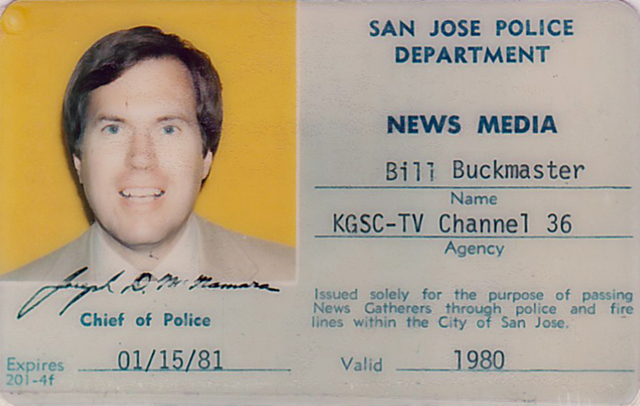 SAN JOSE POLICE
DEPARTMENT
NEWS MEDIA
Bill Buckmaster
Name
KGSC-TV Channel 36
Agency
Issued solely for the purpose of passing
News Gatherers through police and fire
lines within the City of San Jose.
Valid 1980
Joseph D. McNamara
Chief of Police
Expires 01/15/81
201-4f